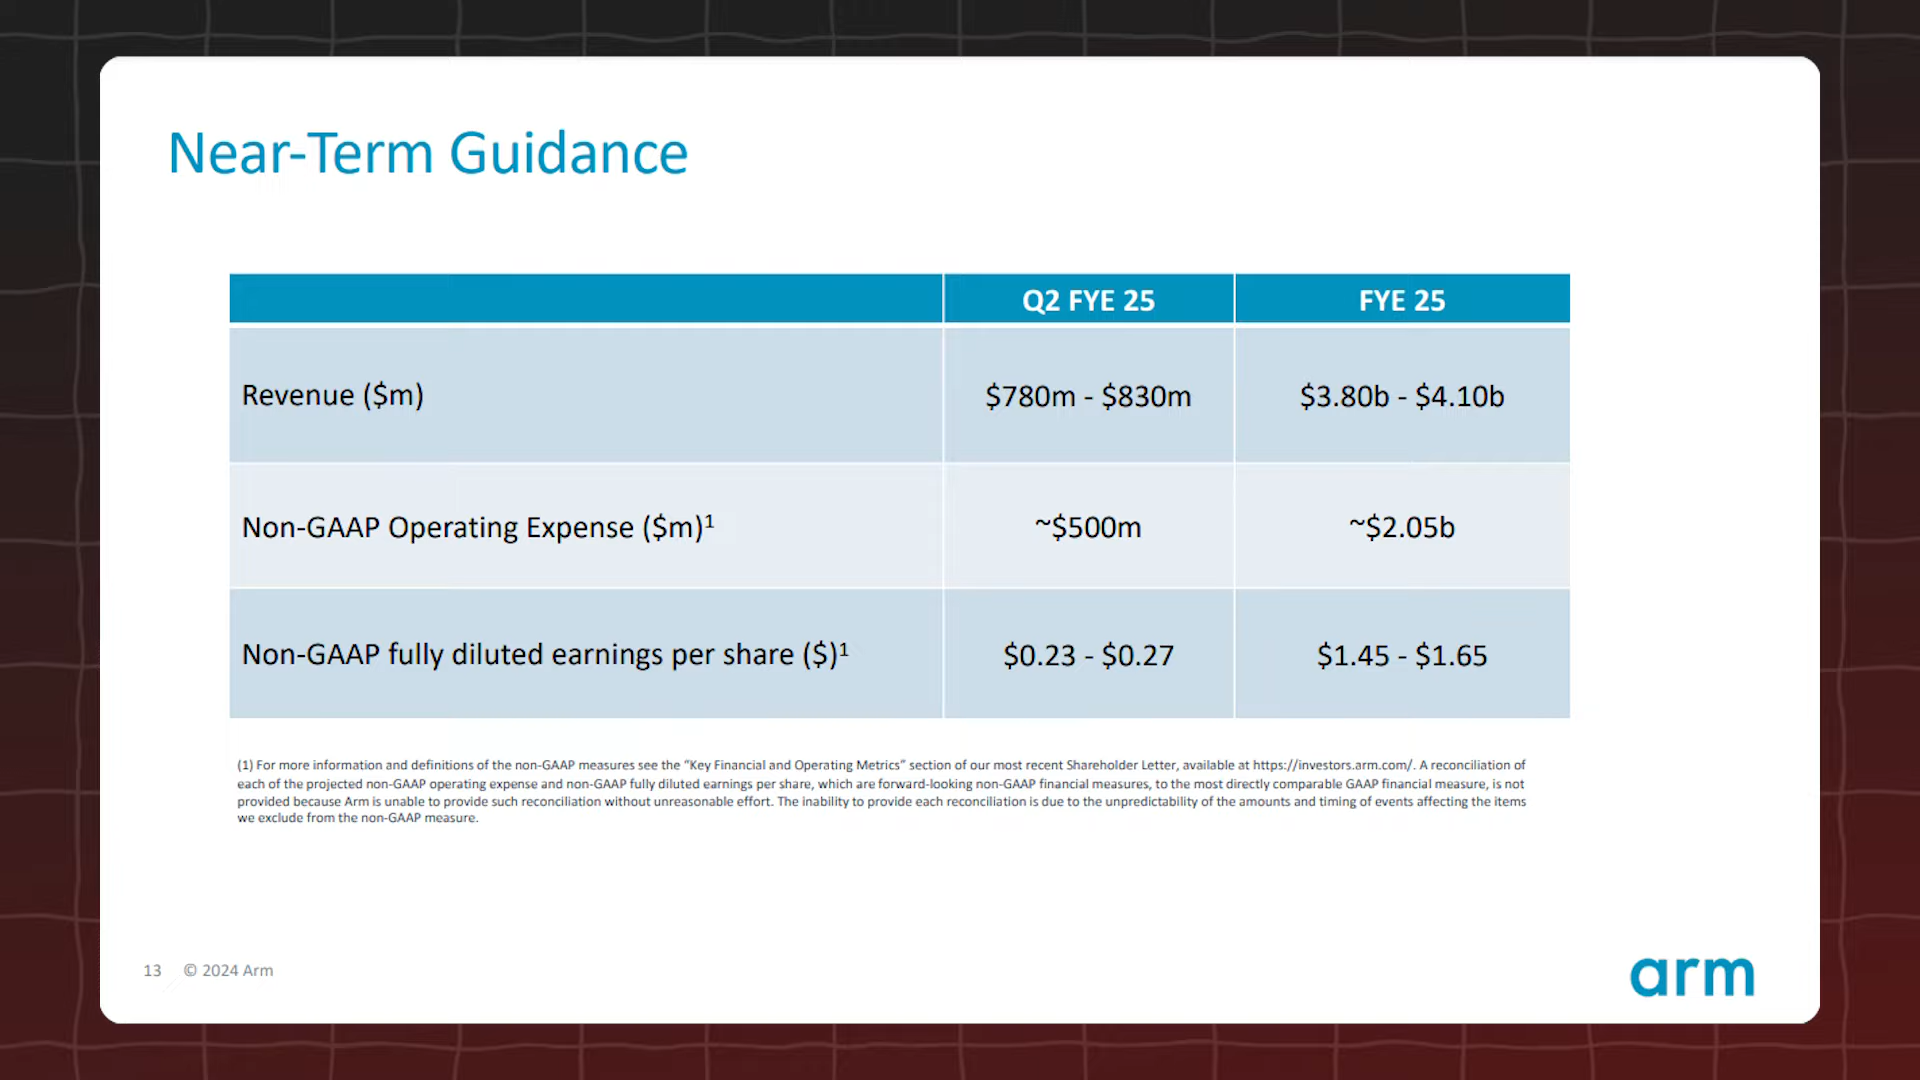 Near-Term Guidance
Q2 FYE 25 FYE 25
Revenue ($m) $780m - $830m $3.80b - $4.10b
Non-GAAP Operating Expense ($m)¹ ~$500m ~$2.05b
Non-GAAP fully diluted earnings per share ($)¹ $0.23 - $0.27 $1.45 - $1.65
(1) For more information and definitions of the non-GAAP measures see the “Key Financial and Operating Metrics” section of our most recent Shareholder Letter, available at https://investors.arm.com/. A reconciliation of
each of the projected non-GAAP operating expense and non-GAAP fully diluted earnings per share, which are forward-looking non-GAAP financial measures, to the most directly comparable GAAP financial measure, is not
provided because Arm is unable to provide such reconciliation without unreasonable effort. The inability to provide each reconciliation is due to the unpredictability of the amounts and timing of events affecting the items
we exclude from the non-GAAP measure.
13 © 2024 Arm
arm